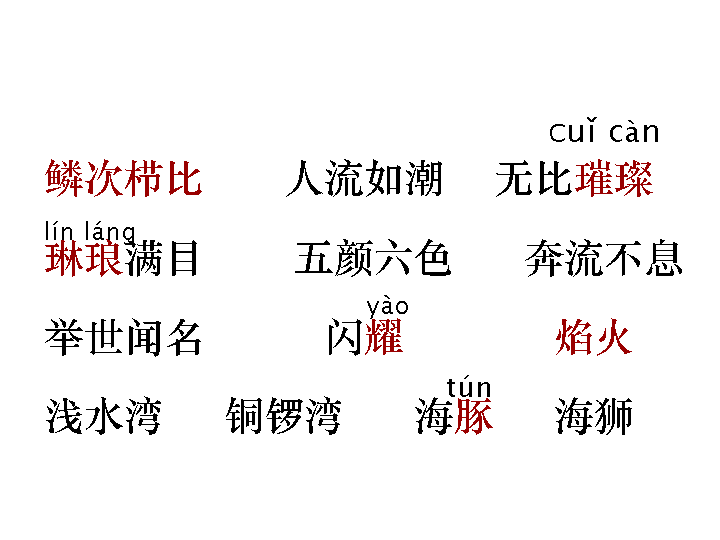 cuǐ càn
鳞次栉比 人流如潮 无比璀璨
lín láng
琳琅满目 五颜六色 奔流不息
yào
举世闻名 闪耀 焰火
tún
浅水湾 铜锣湾 海豚 海狮